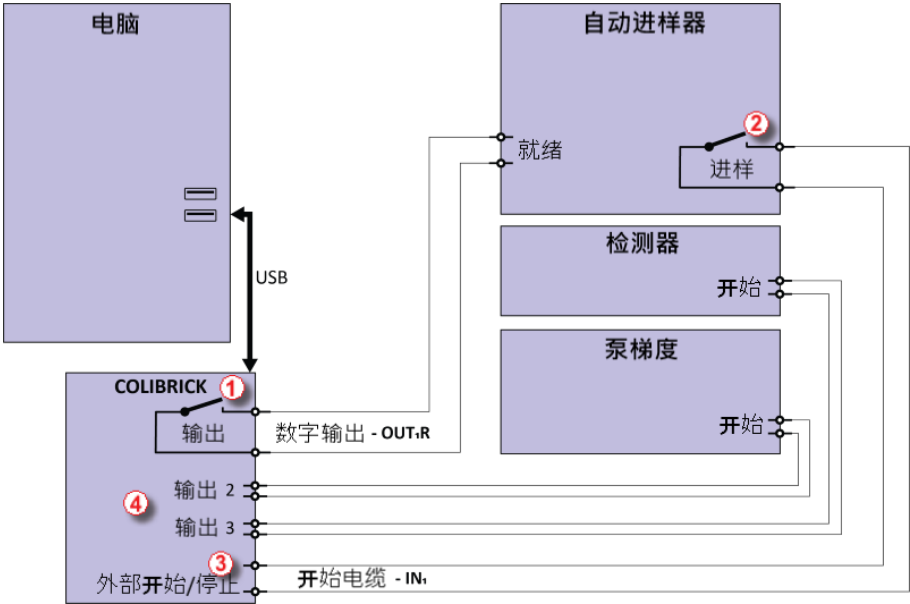 电脑
自动进样器
②
就绪
进样
检测器
USB
开始
泵梯度
COLIBRICK ①
开始
输出
数字输出 - OUT₁R
输出 2
④
输出 3
③
外部开始/停止
开始电缆 - IN₁